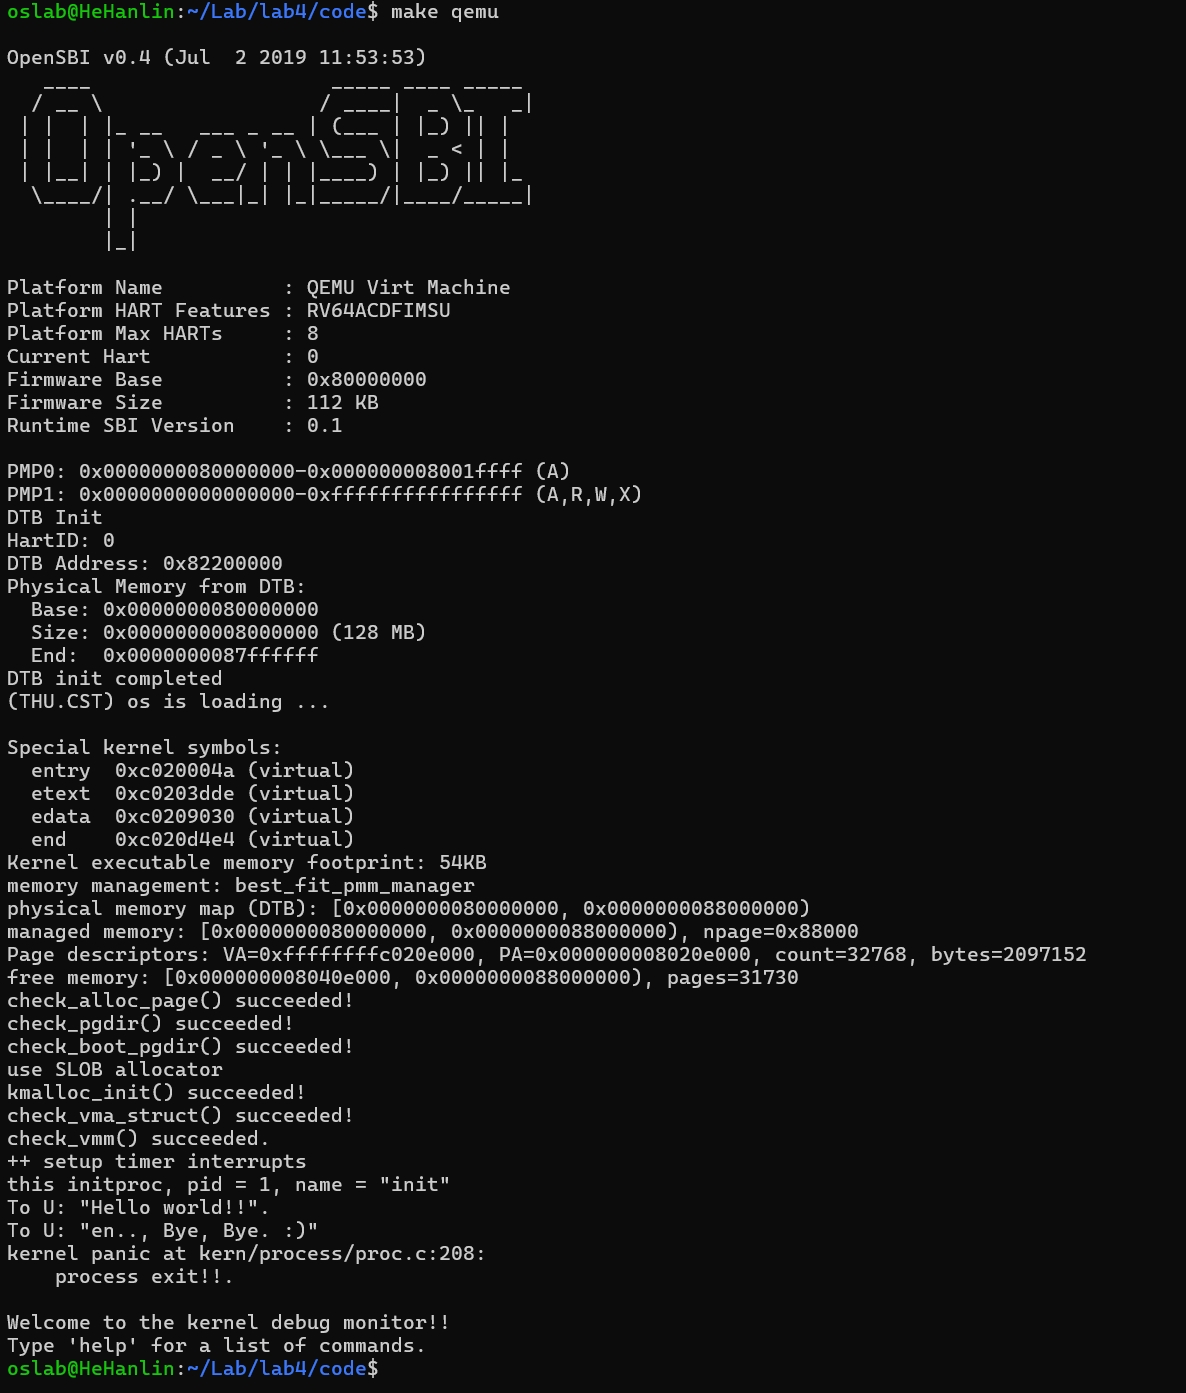 oslab@HeHanlin:~/Lab/lab4/code$ make qemu

OpenSBI v0.4 (Jul  2 2019 11:53:53)
   ____                    _____ ____ _____
  / __ \                  / ____|  _ \_   _|
 | |  | |_ __   ___ _ __ | (___ | |_) || |
 | |  | | '_ \ / _ \ '_ \ \___ \|  _ < | |
 | |__| | |_) |  __/ | | |____) | |_) || |_
  \____/| .__/ \___|_| |_|_____/|____/_____|
        | |
        |_|

Platform Name          : QEMU Virt Machine
Platform HART Features : RV64ACDFIMSU
Platform Max HARTs     : 8
Current Hart           : 0
Firmware Base          : 0x80000000
Firmware Size          : 112 KB
Runtime SBI Version    : 0.1

PMP0: 0x0000000080000000-0x000000008001ffff (A)
PMP1: 0x0000000000000000-0xffffffffffffffff (A,R,W,X)
DTB Init
HartID: 0
DTB Address: 0x82200000
Physical Memory from DTB:
  Base: 0x0000000080000000
  Size: 0x0000000008000000 (128 MB)
  End:  0x0000000087ffffff
DTB init completed
(THU.CST) os is loading ...

Special kernel symbols:
  entry  0xc020004a (virtual)
  etext  0xc0203dde (virtual)
  edata  0xc0209030 (virtual)
  end    0xc020d4e4 (virtual)
Kernel executable memory footprint: 54KB
memory management: best_fit_pmm_manager
physical memory map (DTB): [0x0000000080000000, 0x0000000088000000)
managed memory: [0x0000000080000000, 0x0000000088000000), npage=0x88000
Page descriptors: VA=0xffffffffc020e000, PA=0x000000008020e000, count=32768, bytes=2097152
free memory: [0x000000008040e000, 0x0000000088000000), pages=31730
check_alloc_page() succeeded!
check_pgdir() succeeded!
check_boot_pgdir() succeeded!
use SLOB allocator
kmalloc_init() succeeded!
check_vma_struct() succeeded!
check_vmm() succeeded.
++ setup timer interrupts
this initproc, pid = 1, name = "init"
To U: "Hello world!!".
To U: "en.., Bye, Bye. :)"
kernel panic at kern/process/proc.c:208:
    process exit!!.

Welcome to the kernel debug monitor!!
Type 'help' for a list of commands.
oslab@HeHanlin:~/Lab/lab4/code$